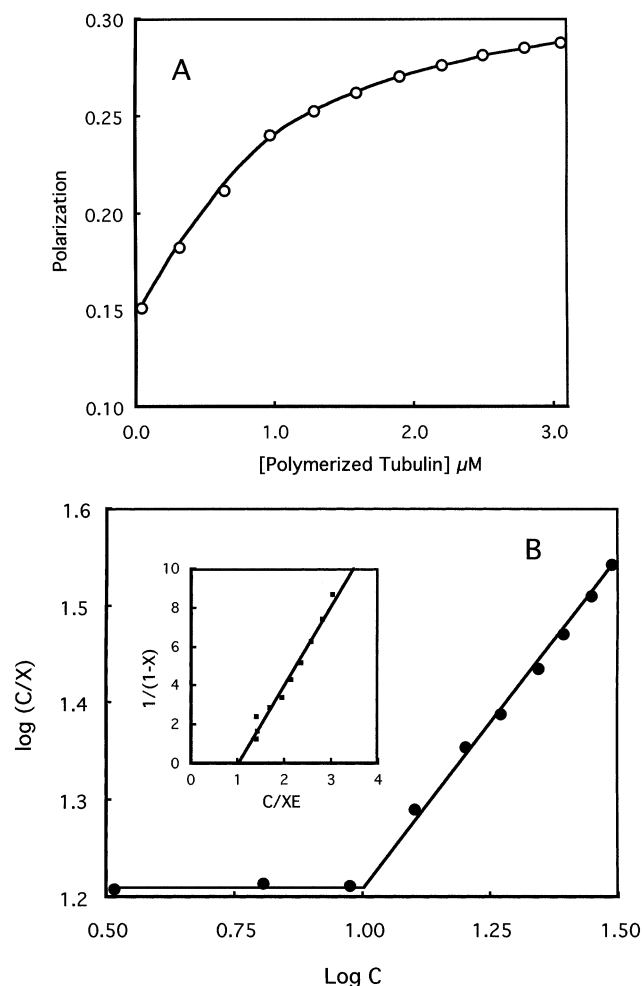 0.30
A
0.25
Polarization
0.20
0.15
0.10
0.0 1.0 2.0 3.0
[Polymerized Tubulin] µM
1.6
B
10
1.5
8
log (C/X)
1/(1-X)
6
1.4
4
2
1.3
0
0 1 2 3 4
C/XE
1.2
0.50 0.75 1.00 1.25 1.50
Log C